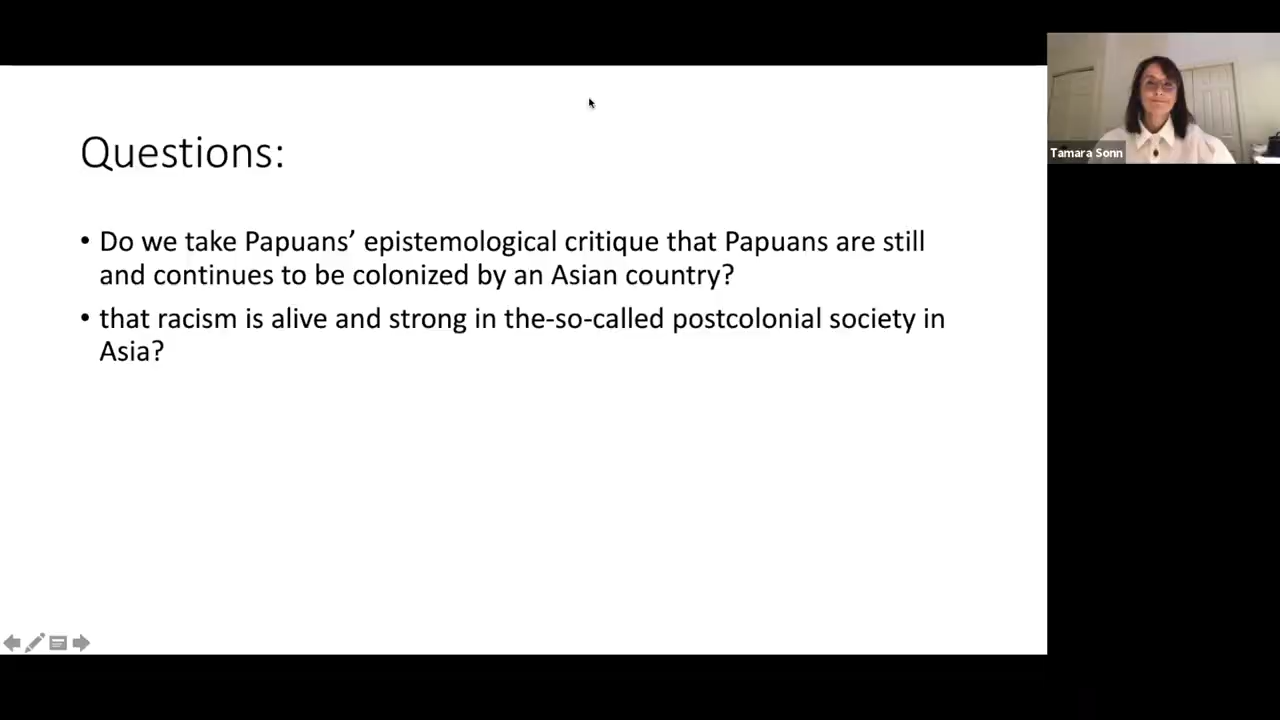 Questions:
• Do we take Papuans’ epistemological critique that Papuans are still
and continues to be colonized by an Asian country?
• that racism is alive and strong in the-so-called postcolonial society in
Asia?
Tamara Sonn